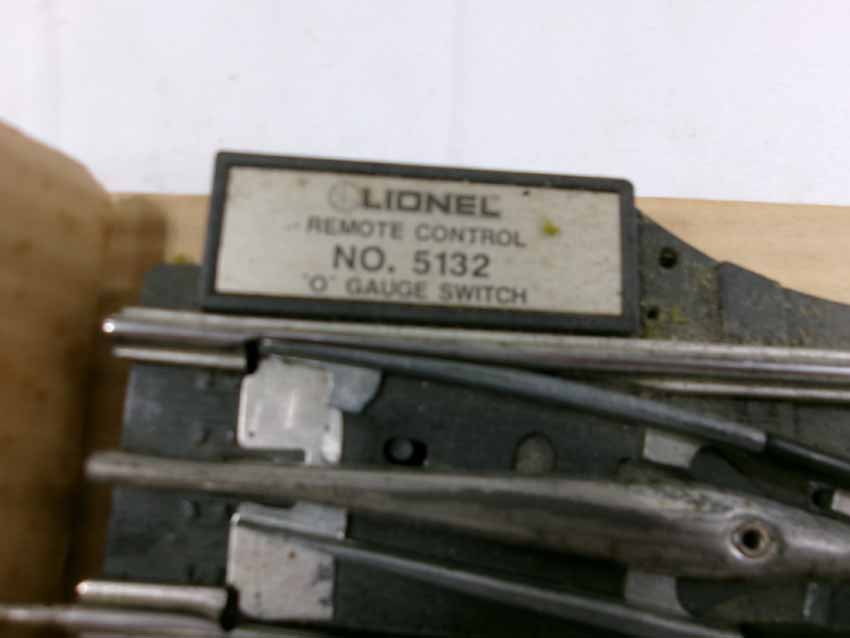 LIONEL
REMOTE CONTROL
NO. 5132
"O" GAUGE SWITCH